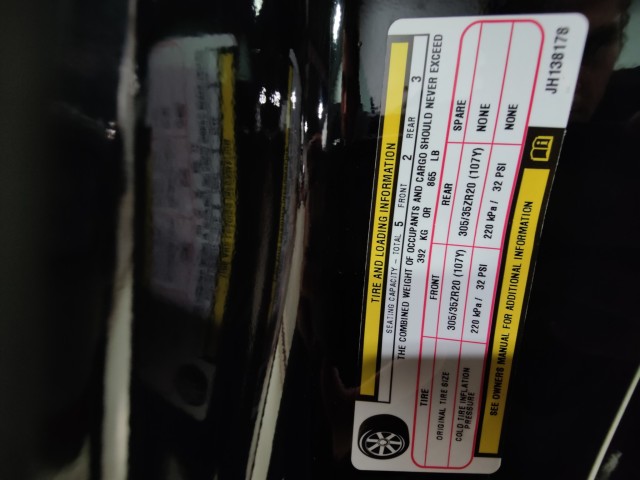 TIRE AND LOADING INFORMATION
SEATING CAPACITY - TOTAL 5 FRONT 2 REAR 3
THE COMBINED WEIGHT OF OCCUPANTS AND CARGO SHOULD NEVER EXCEED
392 KG OR 865 LB
TIRE FRONT REAR SPARE
ORIGINAL TIRE SIZE 305/35ZR20 (107Y) 305/35ZR20 (107Y) NONE
COLD TIRE INFLATION PRESSURE 220 kPa / 32 PSI 220 kPa / 32 PSI NONE
SEE OWNERS MANUAL FOR ADDITIONAL INFORMATION
JH138178